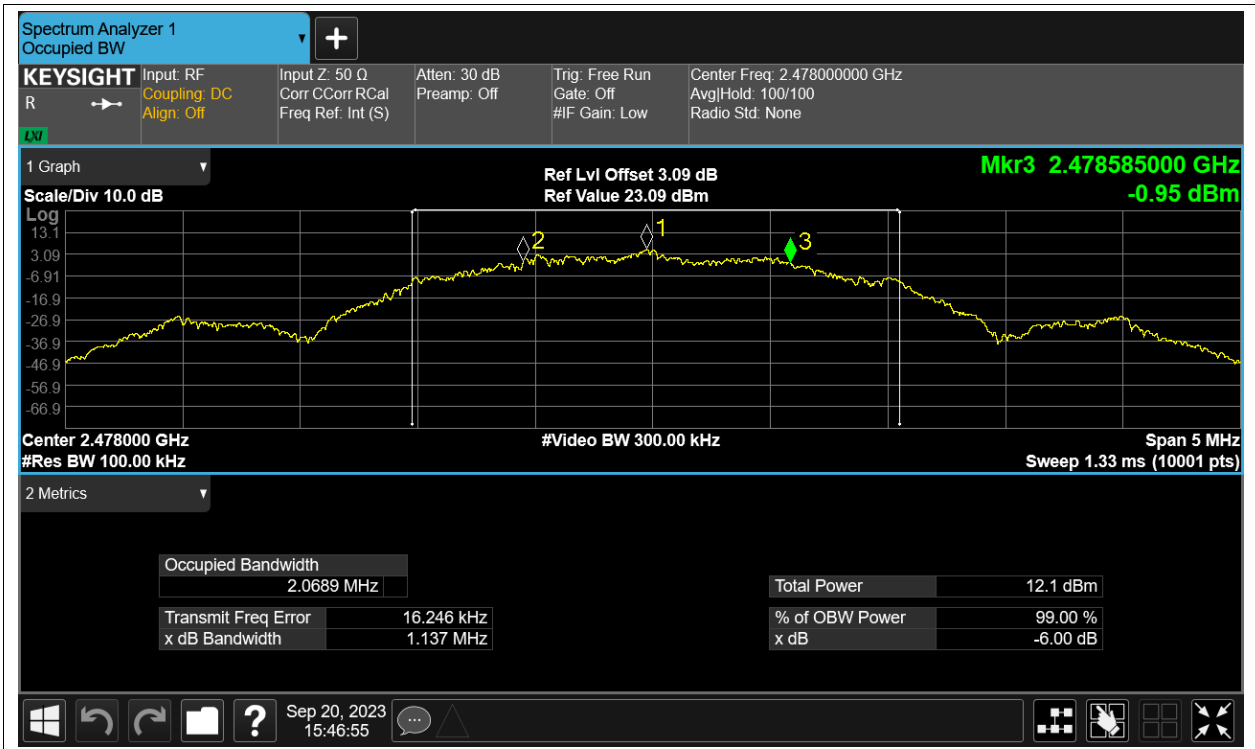 Spectrum Analyzer 1
Occupied BW
KEYSIGHT
R
LXI
Input: RF
Coupling: DC
Align: Off
Input Z: 50 Ω
Corr CCorr RCal
Freq Ref: Int (S)
Atten: 30 dB
Preamp: Off
Trig: Free Run
Gate: Off
#IF Gain: Low
Center Freq: 2.478000000 GHz
Avg|Hold: 100/100
Radio Std: None
1 Graph
Scale/Div 10.0 dB
Ref Lvl Offset 3.09 dB
Ref Value 23.09 dBm
Mkr3 2.478585000 GHz
-0.95 dBm
Log
13.1
3.09
-6.91
-16.9
-26.9
-36.9
-46.9
-56.9
-66.9
2
1
3
Center 2.478000 GHz
#Res BW 100.00 kHz
#Video BW 300.00 kHz
Span 5 MHz
Sweep 1.33 ms (10001 pts)
2 Metrics
Occupied Bandwidth
2.0689 MHz
Transmit Freq Error 16.246 kHz
x dB Bandwidth 1.137 MHz
Total Power 12.1 dBm
% of OBW Power 99.00 %
x dB -6.00 dB
?
Sep 20, 2023
15:46:55